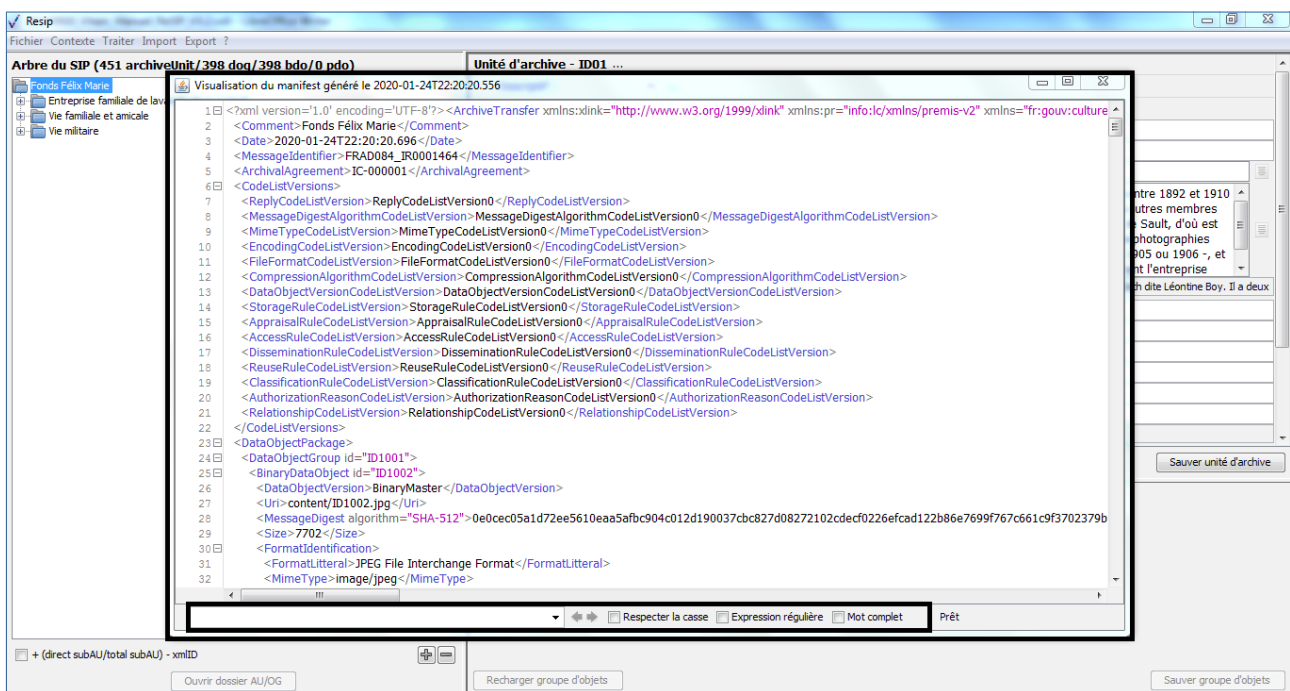 Resip
Fichier Contexte Traiter Import Export ?
Arbre du SIP (451 archiveUnit/398 dog/398 bdo/0 pdo)
Unité d'archive - ID01 ...
Fonds Félix Marie
Entreprise familiale de lava
Vie familiale et amicale
Vie militaire
Visualisation du manifest généré le 2020-01-24T22:20:20.556
1 <?xml version='1.0' encoding='UTF-8'?><ArchiveTransfer xmlns:xlink="http://www.w3.org/1999/xlink" xmlns:pr="info:lc/xmlns/premis-v2" xmlns="fr:gouv:culture
2 <Comment>Fonds Félix Marie</Comment>
3 <Date>2020-01-24T22:20:20.696</Date>
4 <MessageIdentifier>FRAD084_IR0001464</MessageIdentifier>
5 <ArchivalAgreement>IC-000001</ArchivalAgreement>
6 <CodeListVersions>
7 <ReplyCodeListVersion>ReplyCodeListVersion0</ReplyCodeListVersion>
8 <MessageDigestAlgorithmCodeListVersion>MessageDigestAlgorithmCodeListVersion0</MessageDigestAlgorithmCodeListVersion>
9 <MimeTypeCodeListVersion>MimeTypeCodeListVersion0</MimeTypeCodeListVersion>
10 <EncodingCodeListVersion>EncodingCodeListVersion0</EncodingCodeListVersion>
11 <FileFormatCodeListVersion>FileFormatCodeListVersion0</FileFormatCodeListVersion>
12 <CompressionAlgorithmCodeListVersion>CompressionAlgorithmCodeListVersion0</CompressionAlgorithmCodeListVersion>
13 <DataObjectVersionCodeListVersion>DataObjectVersionCodeListVersion0</DataObjectVersionCodeListVersion>
14 <StorageRuleCodeListVersion>StorageRuleCodeListVersion0</StorageRuleCodeListVersion>
15 <AppraisalRuleCodeListVersion>AppraisalRuleCodeListVersion0</AppraisalRuleCodeListVersion>
16 <AccessRuleCodeListVersion>AccessRuleCodeListVersion0</AccessRuleCodeListVersion>
17 <DisseminationRuleCodeListVersion>DisseminationRuleCodeListVersion0</DisseminationRuleCodeListVersion>
18 <ReuseRuleCodeListVersion>ReuseRuleCodeListVersion0</ReuseRuleCodeListVersion>
19 <ClassificationRuleCodeListVersion>ClassificationRuleCodeListVersion0</ClassificationRuleCodeListVersion>
20 <AuthorizationReasonCodeListVersion>AuthorizationReasonCodeListVersion0</AuthorizationReasonCodeListVersion>
21 <RelationshipCodeListVersion>RelationshipCodeListVersion0</RelationshipCodeListVersion>
22 </CodeListVersions>
23 <DataObjectPackage>
24 <DataObjectGroup id="ID1001">
25 <BinaryDataObject id="ID1002">
26 <DataObjectVersion>BinaryMaster</DataObjectVersion>
27 <Uri>content/ID1002.jpg</Uri>
28 <MessageDigest algorithm="SHA-512">0e0cec05a1d72ee5610eaa5afbc904c012d190037cbc827d08272102cdecf0226efcad122b86e7699f767c661c9f3702379b
29 <Size>7702</Size>
30 <FormatIdentification>
31 <FormatLitteral>JPEG File Interchange Format</FormatLitteral>
32 <MimeType>image/jpeg</MimeType>
ntre 1892 et 1910
utres membres
Sault, d'où est
photographies
905 ou 1906 -, et
nt l'entreprise
th dite Léontine Boy. Il a deux
Sauver unité d'archive
Respecter la casse Expression régulière Mot complet Prêt
+ (direct subAU/total subAU) - xmlID
Ouvrir dossier AU/OG
Recharger groupe d'objets
Sauver groupe d'objets